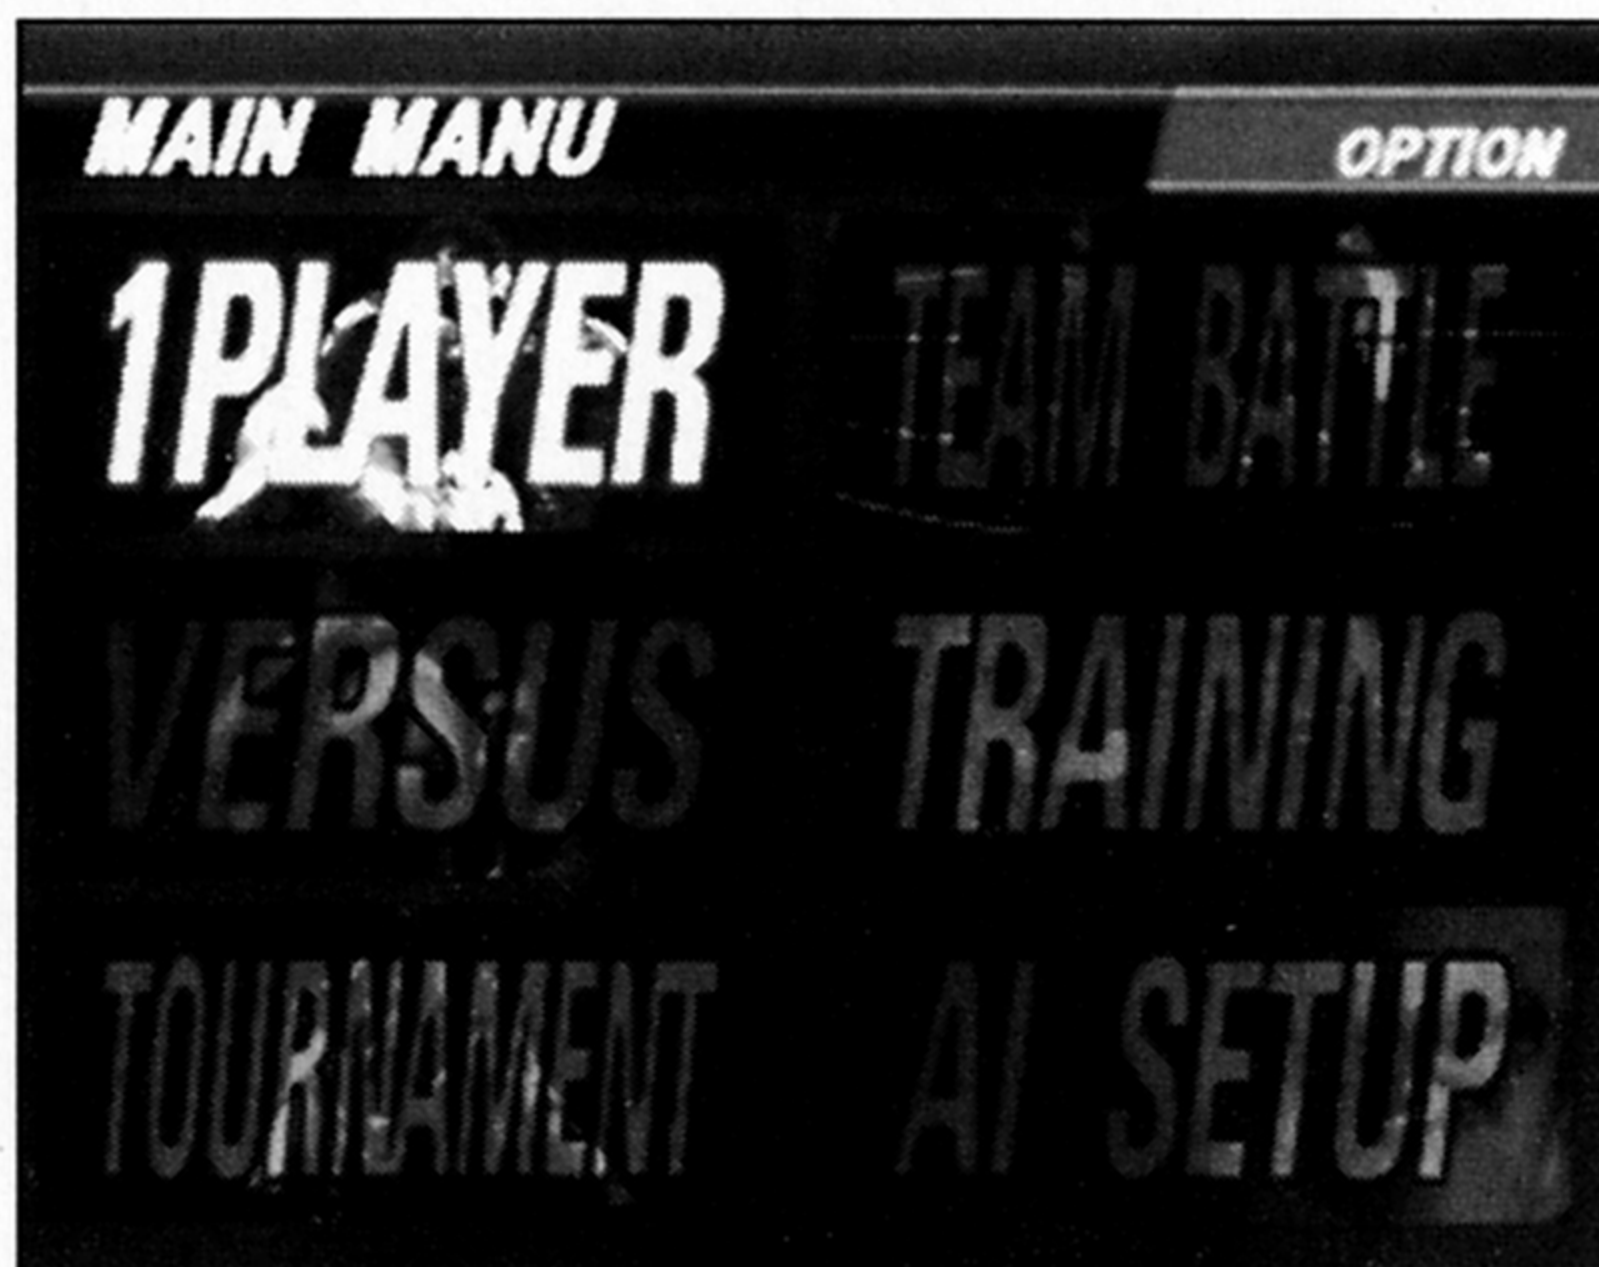 MAIN MANU
OPTION
1PLAYER
TEAM BATTLE
VERSUS
TRAINING
TOURNAMENT
AI SETUP